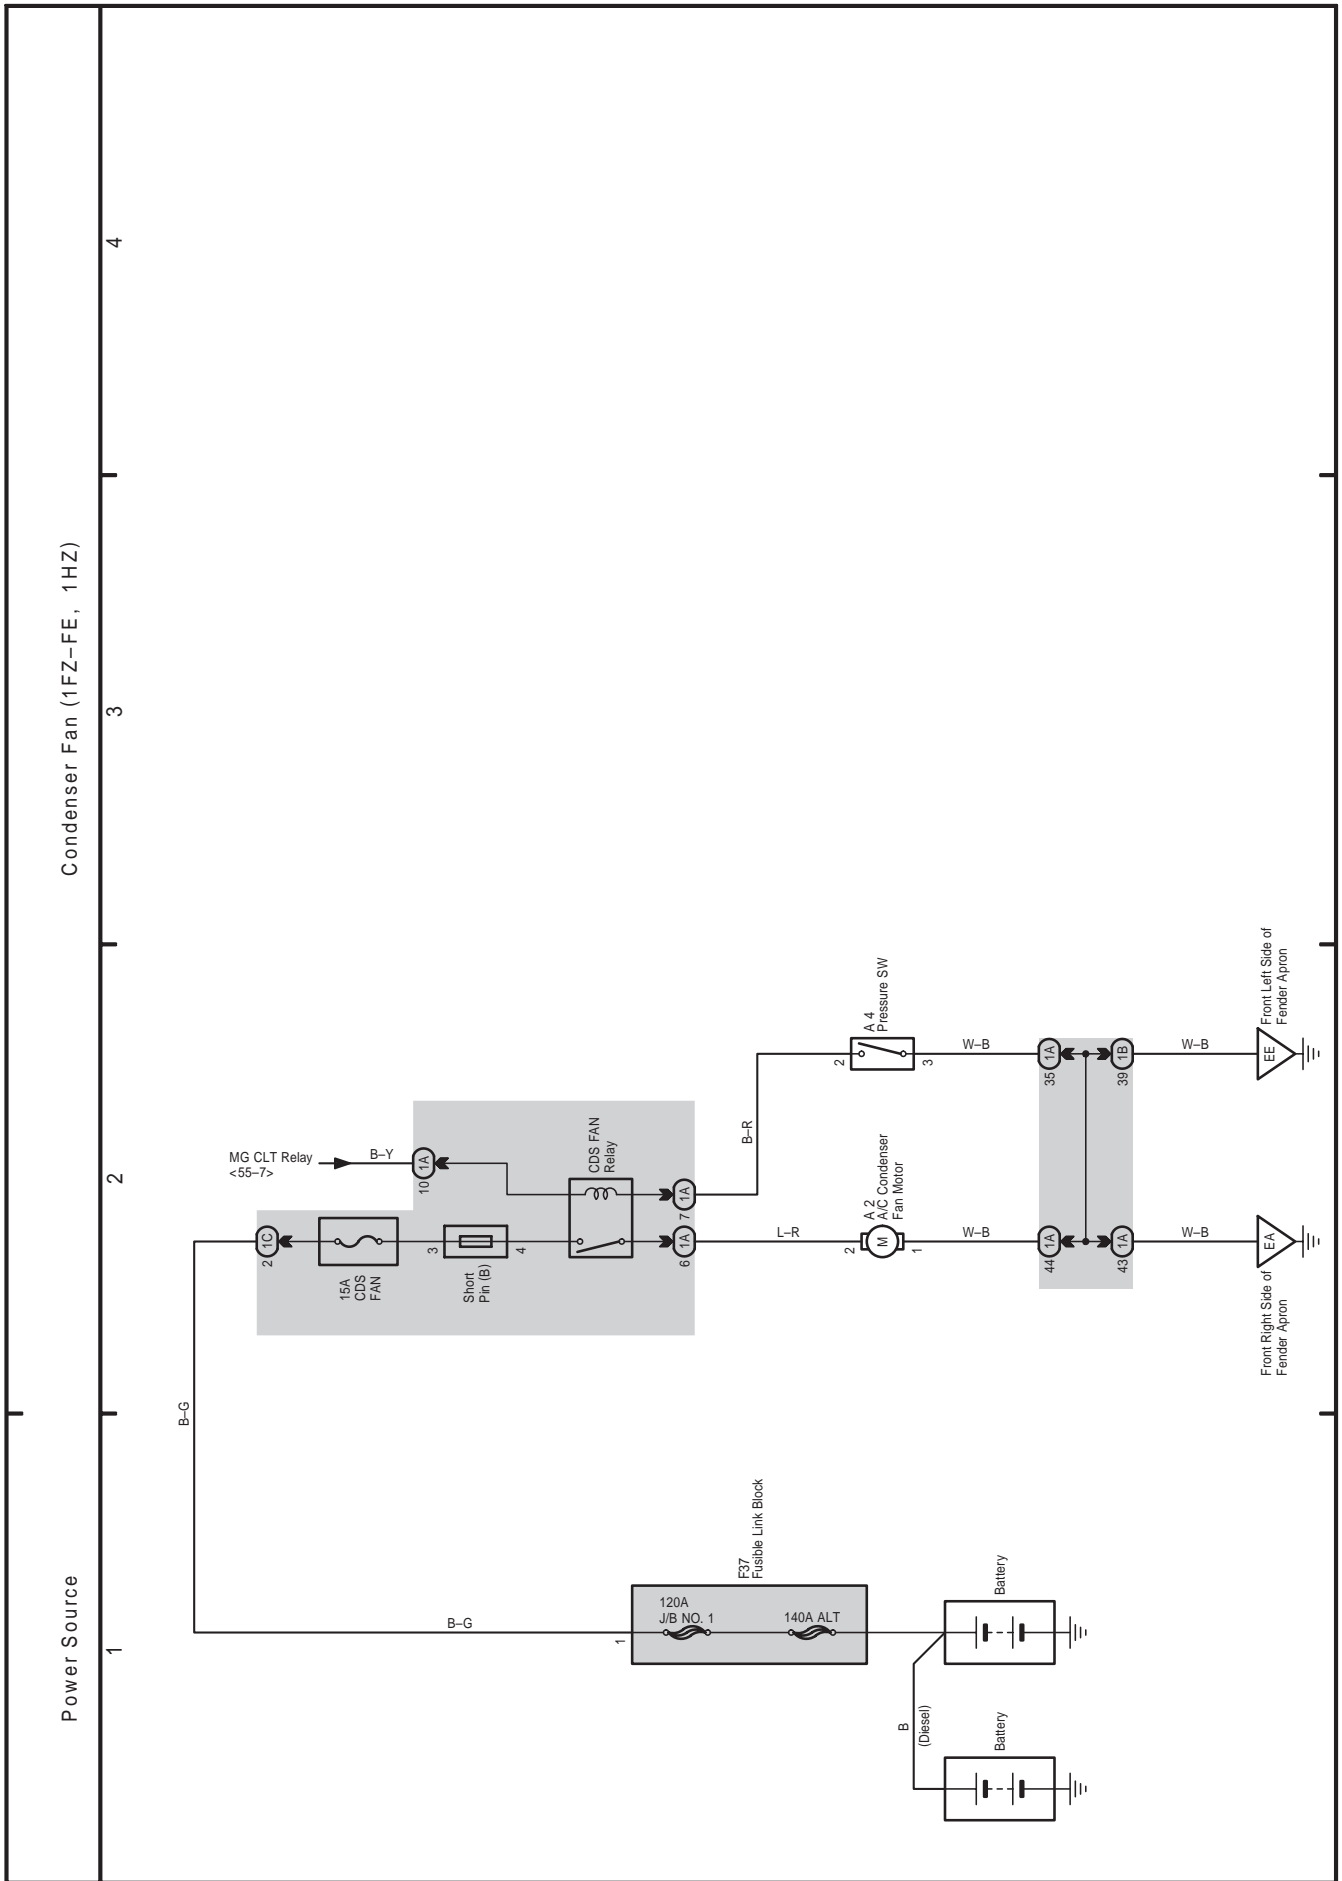 Power Source
Condenser Fan (1FZ–FE, 1HZ)
1
2
3
4
B–G
B–G
1
F37
Fusible Link Block
120A
J/B NO. 1
140A ALT
B
(Diesel)
Battery
Battery
MG CLT Relay
<55–7>
B–Y
2
1C
10
1A
15A
CDS
FAN
3
Short
Pin (B)
4
CDS FAN
Relay
6
1A
7
1A
L–R
B–R
2
A 2
A/C Condenser
Fan Motor
M
1
2
A 4
Pressure SW
3
W–B
W–B
44
1A
35
1A
43
1A
39
1B
W–B
W–B
EA
Front Right Side of
Fender Apron
EE
Front Left Side of
Fender Apron